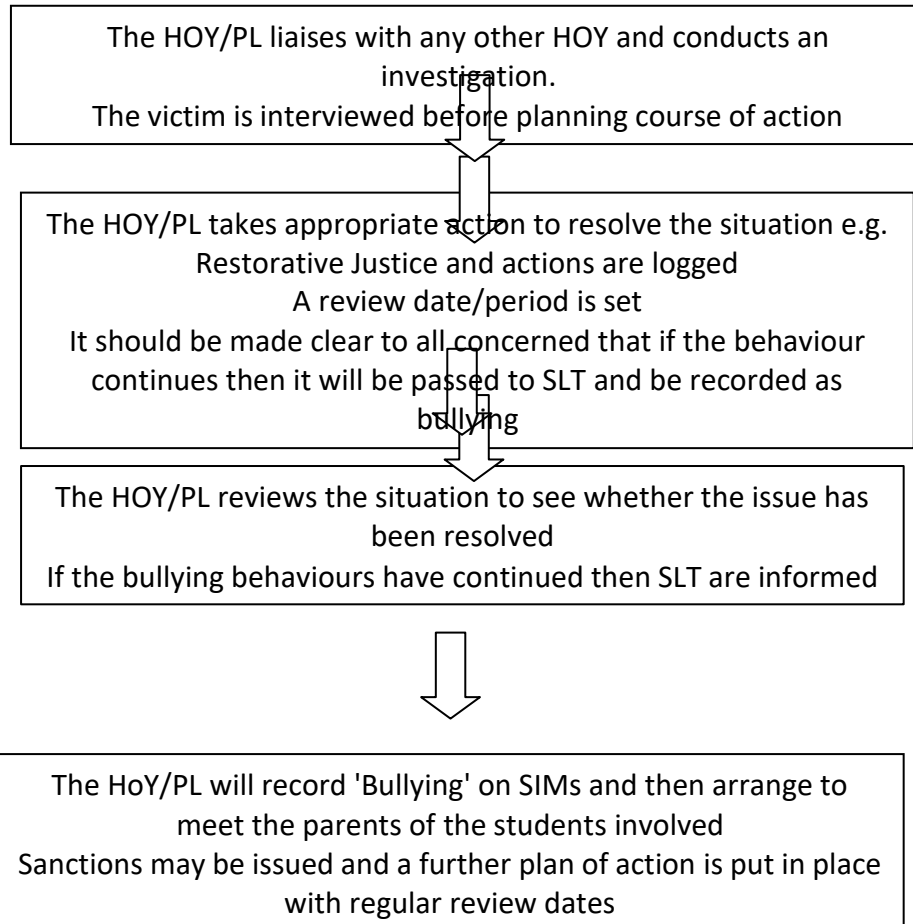 The HOY/PL liaises with any other HOY and conducts an
investigation.
The victim is interviewed before planning course of action
The HOY/PL takes appropriate action to resolve the situation e.g.
Restorative Justice and actions are logged
A review date/period is set
It should be made clear to all concerned that if the behaviour
continues then it will be passed to SLT and be recorded as
bullying
The HOY/PL reviews the situation to see whether the issue has
been resolved
If the bullying behaviours have continued then SLT are informed
The HoY/PL will record 'Bullying' on SIMs and then arrange to
meet the parents of the students involved
Sanctions may be issued and a further plan of action is put in place
with regular review dates